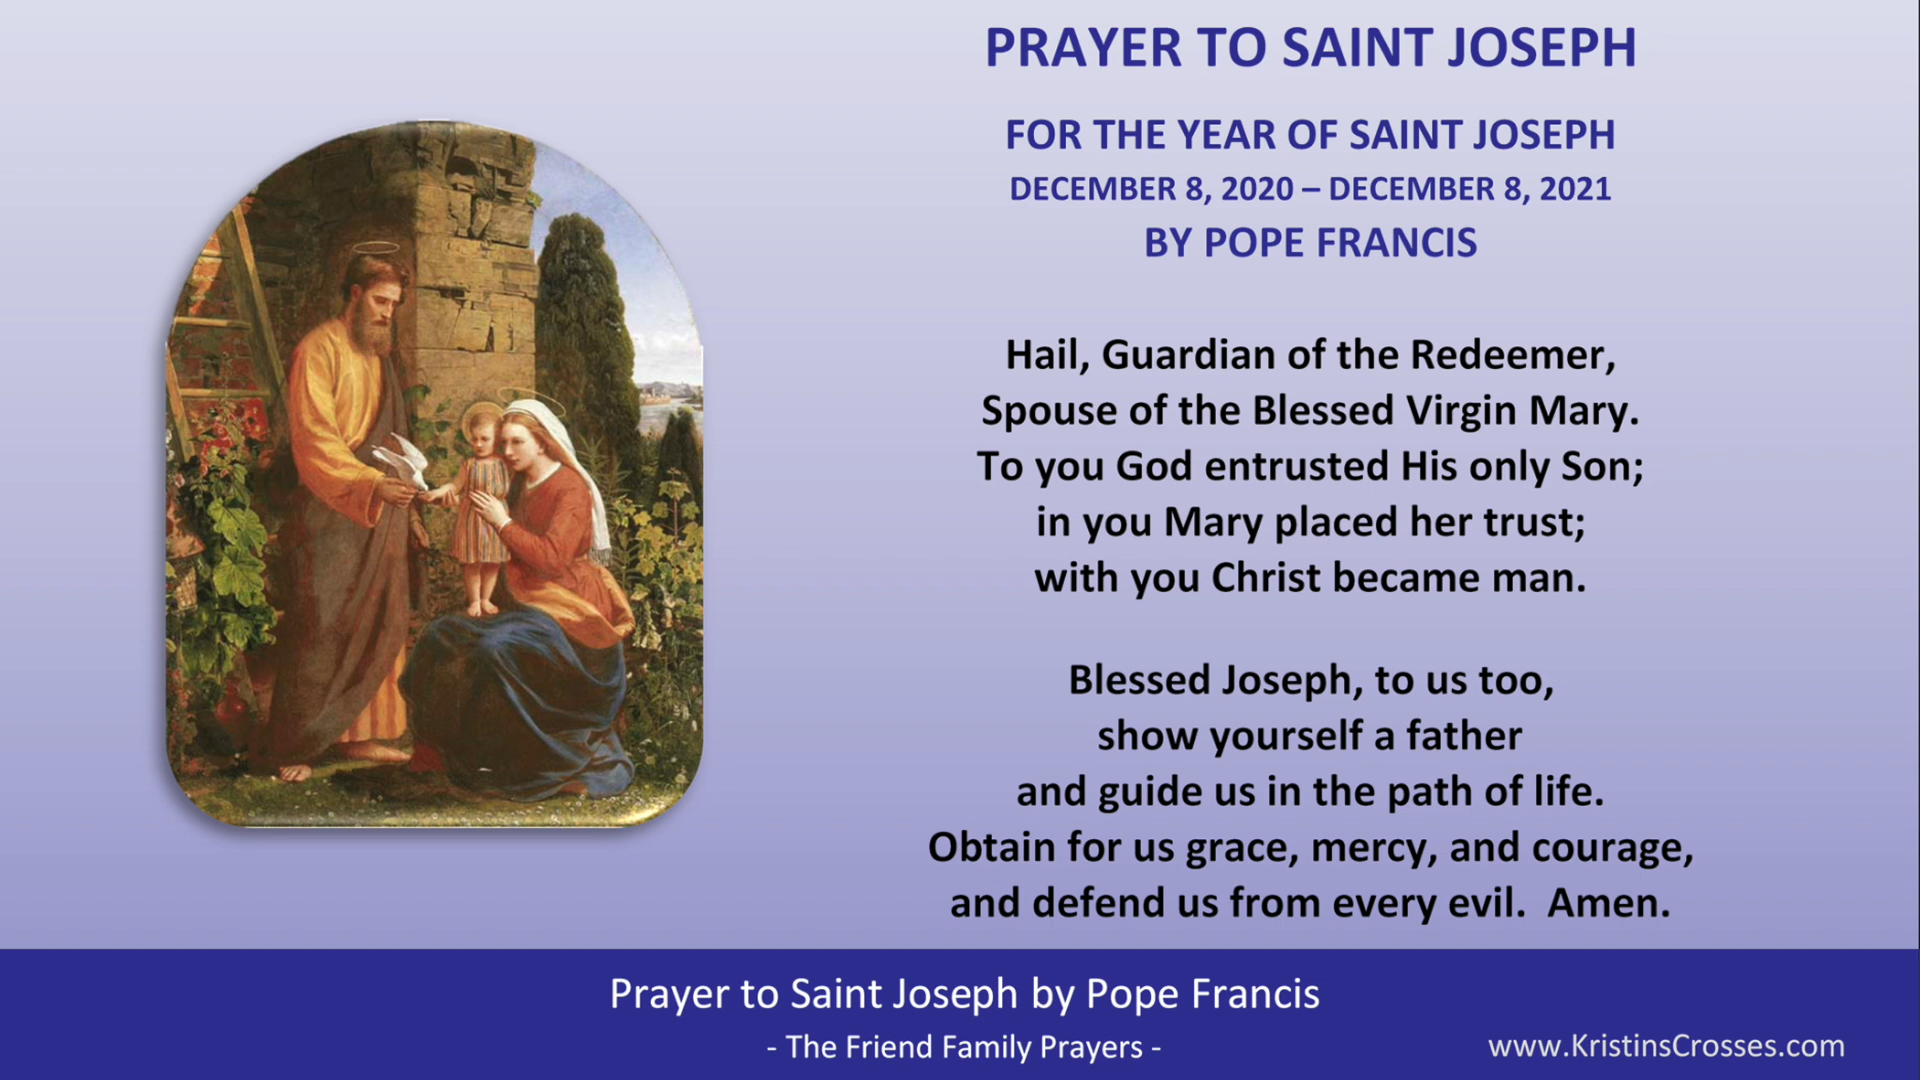 PRAYER TO SAINT JOSEPH
FOR THE YEAR OF SAINT JOSEPH
DECEMBER 8, 2020 – DECEMBER 8, 2021
BY POPE FRANCIS
Hail, Guardian of the Redeemer,
Spouse of the Blessed Virgin Mary.
To you God entrusted His only Son;
in you Mary placed her trust;
with you Christ became man.
Blessed Joseph, to us too,
show yourself a father
and guide us in the path of life.
Obtain for us grace, mercy, and courage,
and defend us from every evil.  Amen.
Prayer to Saint Joseph by Pope Francis
- The Friend Family Prayers -
www.KristinsCrosses.com